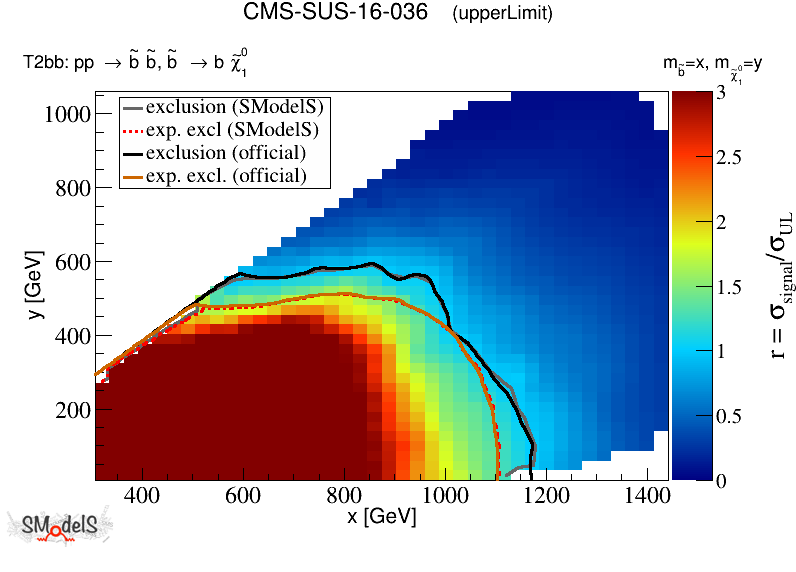 CMS-SUS-16-036 (upperLimit)
T2bb: pp → b̃ b̃, b̃ → b χ̃₁⁰
m_b̃=x, m_χ̃₁⁰=y
exclusion (SModelS)
exp. excl (SModelS)
exclusion (official)
exp. excl. (official)
y [GeV]
1000
800
600
400
200
400 600 800 1000 1200 1400
x [GeV]
3
2.5
2
1.5
1
0.5
0
r = σ_signal/σ_UL
SModelS